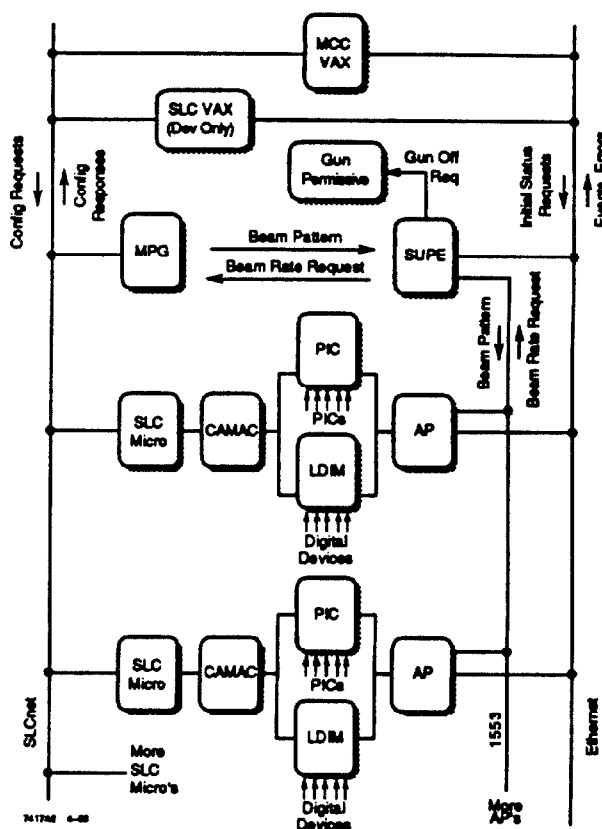 MCC
VAX
SLC VAX
(Dev Only)
Gun
Permissive
Gun Off
Req
Config Requests
Config
Responses
Initial Status
Requests
MPG
Beam Pattern
Beam Rate Request
SUPE
Beam Pattern
Beam Rate Request
PIC
PICs
SLC
Micro
CAMAC
AP
LDIM
Digital
Devices
PIC
PICs
SLC
Micro
CAMAC
AP
LDIM
Digital
Devices
SLCnet
1553
Ethernet
More
SLC
Micro's
More
AP's